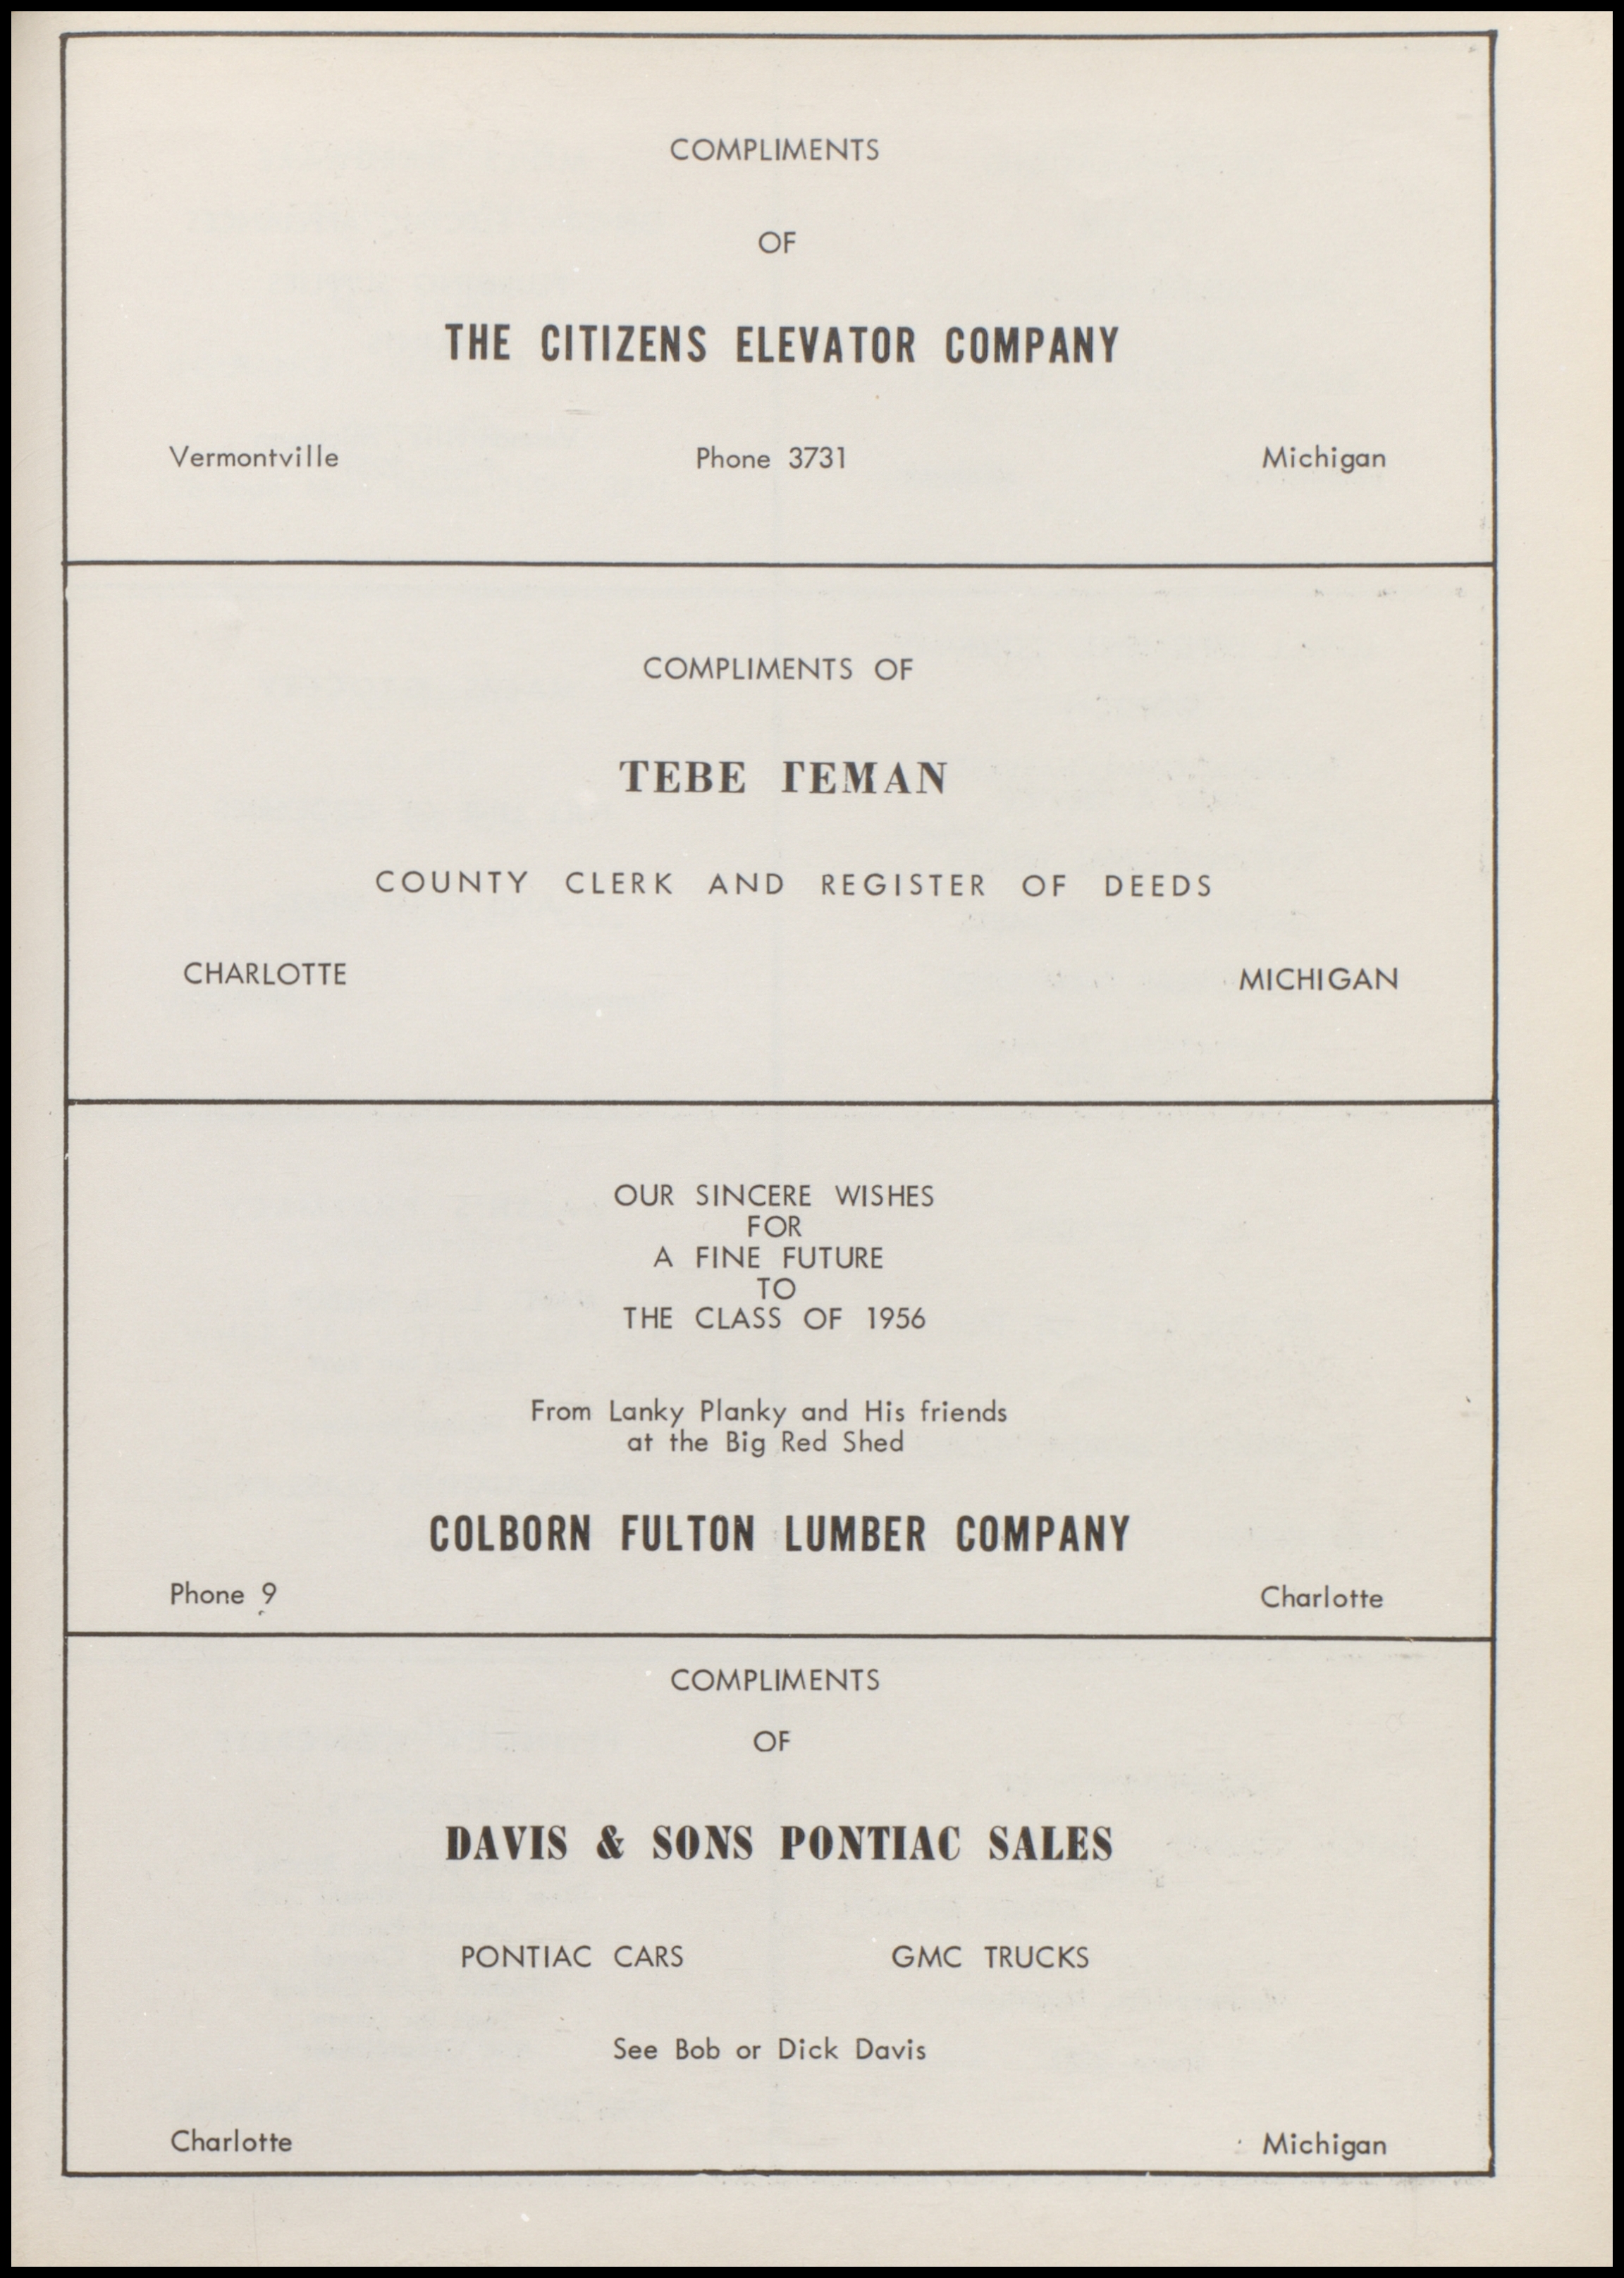 COMPLIMENTS
OF
THE CITIZENS ELEVATOR COMPANY
Vermontville Phone 3731 Michigan
COMPLIMENTS OF
TEBE TEMAN
COUNTY CLERK AND REGISTER OF DEEDS
CHARLOTTE MICHIGAN
OUR SINCERE WISHES
FOR
A FINE FUTURE
TO
THE CLASS OF 1956
From Lanky Planky and His friends
at the Big Red Shed
COLBORN FULTON LUMBER COMPANY
Phone 9 Charlotte
COMPLIMENTS
OF
DAVIS & SONS PONTIAC SALES
PONTIAC CARS GMC TRUCKS
See Bob or Dick Davis
Charlotte Michigan